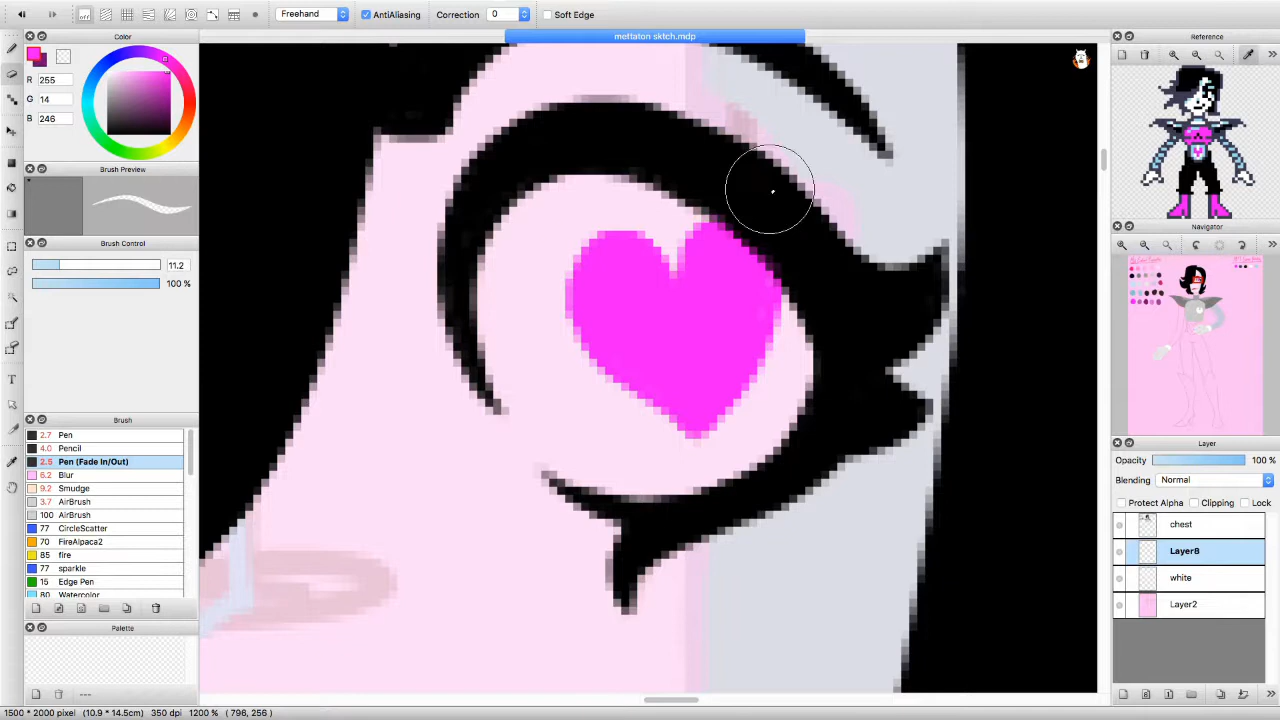 off
Freehand
AntiAliasing
Correction 0
Soft Edge
mettaton sktch.mdp
Color
R 255
G 14
B 246
Brush Preview
Brush Control
11.2
100 %
Brush
2.7 Pen
4.0 Pencil
2.5 Pen (Fade In/Out)
6.2 Blur
9.2 Smudge
3.7 AirBrush
100 AirBrush
77 CircleScatter
70 FireAlpaca2
85 fire
77 sparkle
15 Edge Pen
80 Watercolor
Palette
---
Reference
Navigator
Layer
Opacity 100 %
Blending Normal
Protect Alpha Clipping Lock
chest
Layer8
white
Layer2
1500 * 2000 pixel (10.9 * 14.5cm) 350 dpi 1200 % ( 796, 256 )